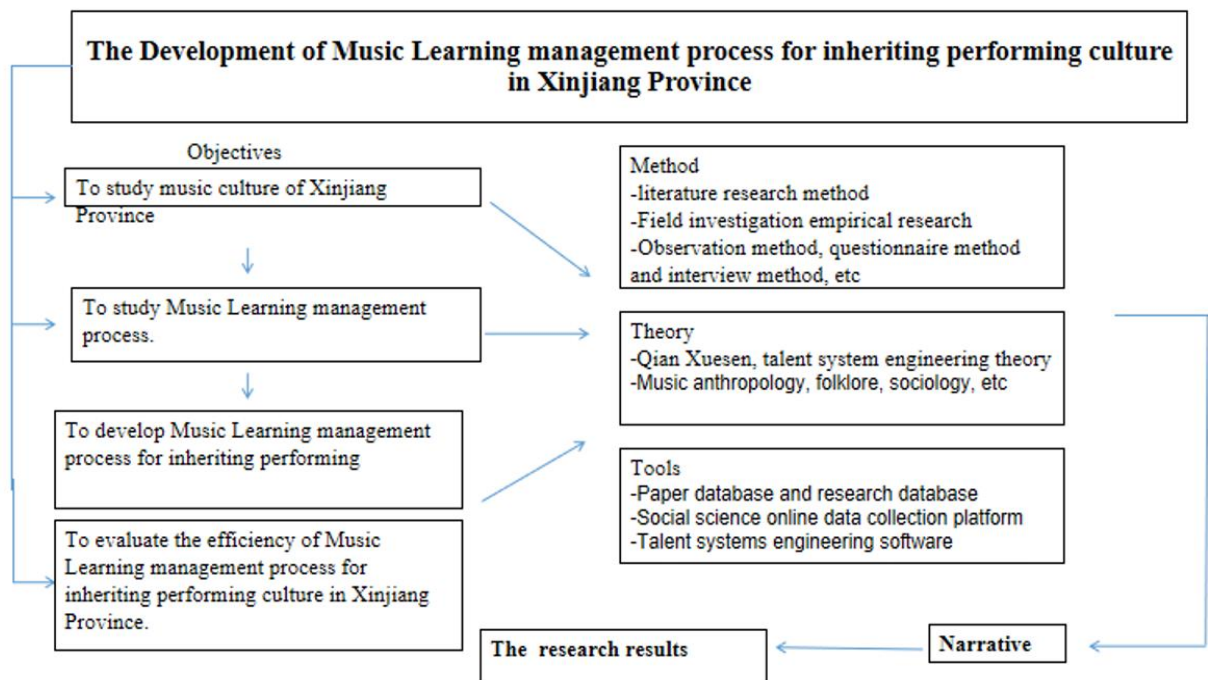 The Development of Music Learning management process for inheriting performing culture
in Xinjiang Province
Objectives
To study music culture of Xinjiang
Province
To study Music Learning management
process.
To develop Music Learning management
process for inheriting performing
To evaluate the efficiency of Music
Learning management process for
inheriting performing culture in Xinjiang
Province.
Method
-literature research method
-Field investigation empirical research
-Observation method, questionnaire method
and interview method, etc
Theory
-Qian Xuesen, talent system engineering theory
-Music anthropology, folklore, sociology, etc
Tools
-Paper database and research database
-Social science online data collection platform
-Talent systems engineering software
Narrative
The research results